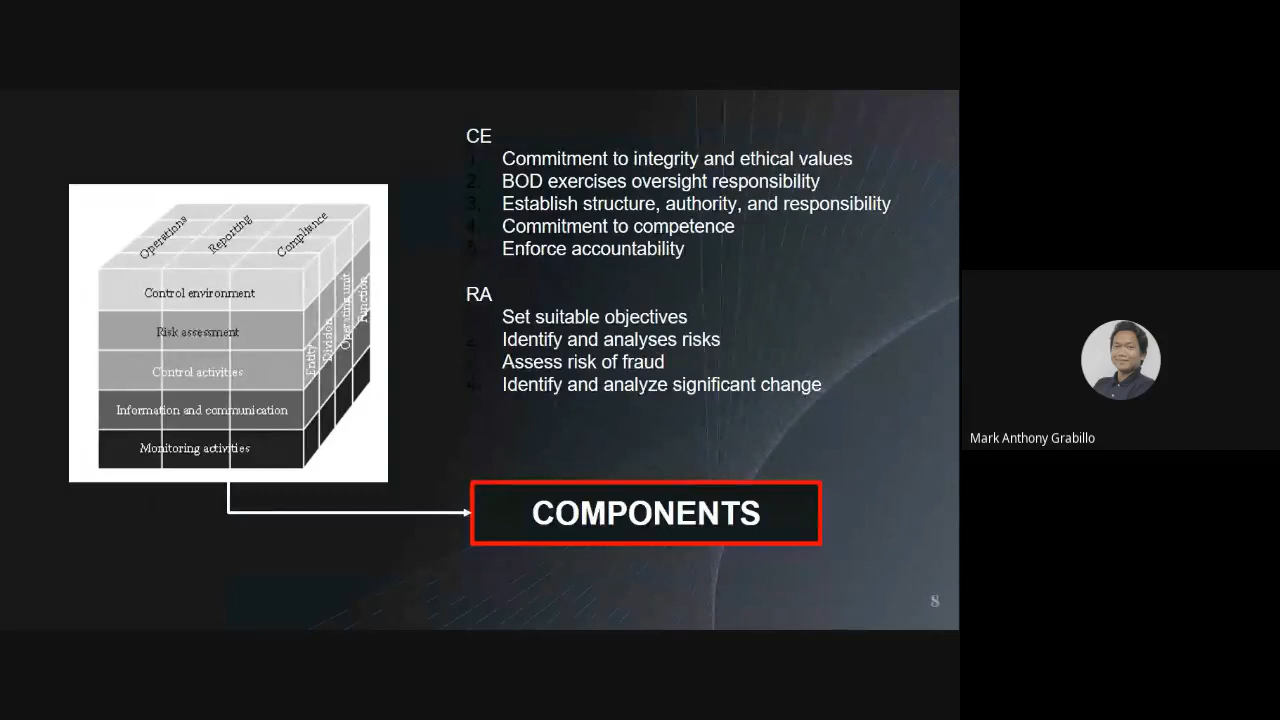 CE
1. Commitment to integrity and ethical values
2. BOD exercises oversight responsibility
3. Establish structure, authority, and responsibility
4. Commitment to competence
5. Enforce accountability
RA
Set suitable objectives
Identify and analyses risks
Assess risk of fraud
Identify and analyze significant change
Operations
Reporting
Compliance
Control environment
Risk assessment
Control activities
Information and communication
Monitoring activities
Entity
Division
Operating unit
Function
COMPONENTS
8
Mark Anthony Grabillo